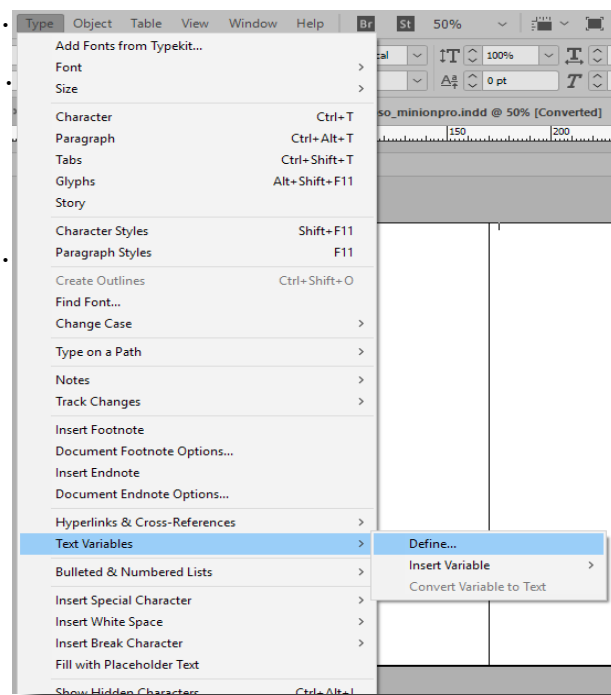 Type Object Table View Window Help Br St 50%
Add Fonts from Typekit...
Font
Size
100%
0 pt
Character Ctrl+T
Paragraph Ctrl+Alt+T
Tabs Ctrl+Shift+T
Glyphs Alt+Shift+F11
Story
so_minionpro.indd @ 50% [Converted]
150 200
Character Styles Shift+F11
Paragraph Styles F11
Create Outlines Ctrl+Shift+O
Find Font...
Change Case
Type on a Path
Notes
Track Changes
Insert Footnote
Document Footnote Options...
Insert Endnote
Document Endnote Options...
Hyperlinks & Cross-References
Text Variables
Define...
Insert Variable
Convert Variable to Text
Bulleted & Numbered Lists
Insert Special Character
Insert White Space
Insert Break Character
Fill with Placeholder Text
Show Hidden Characters Ctrl+Alt+I